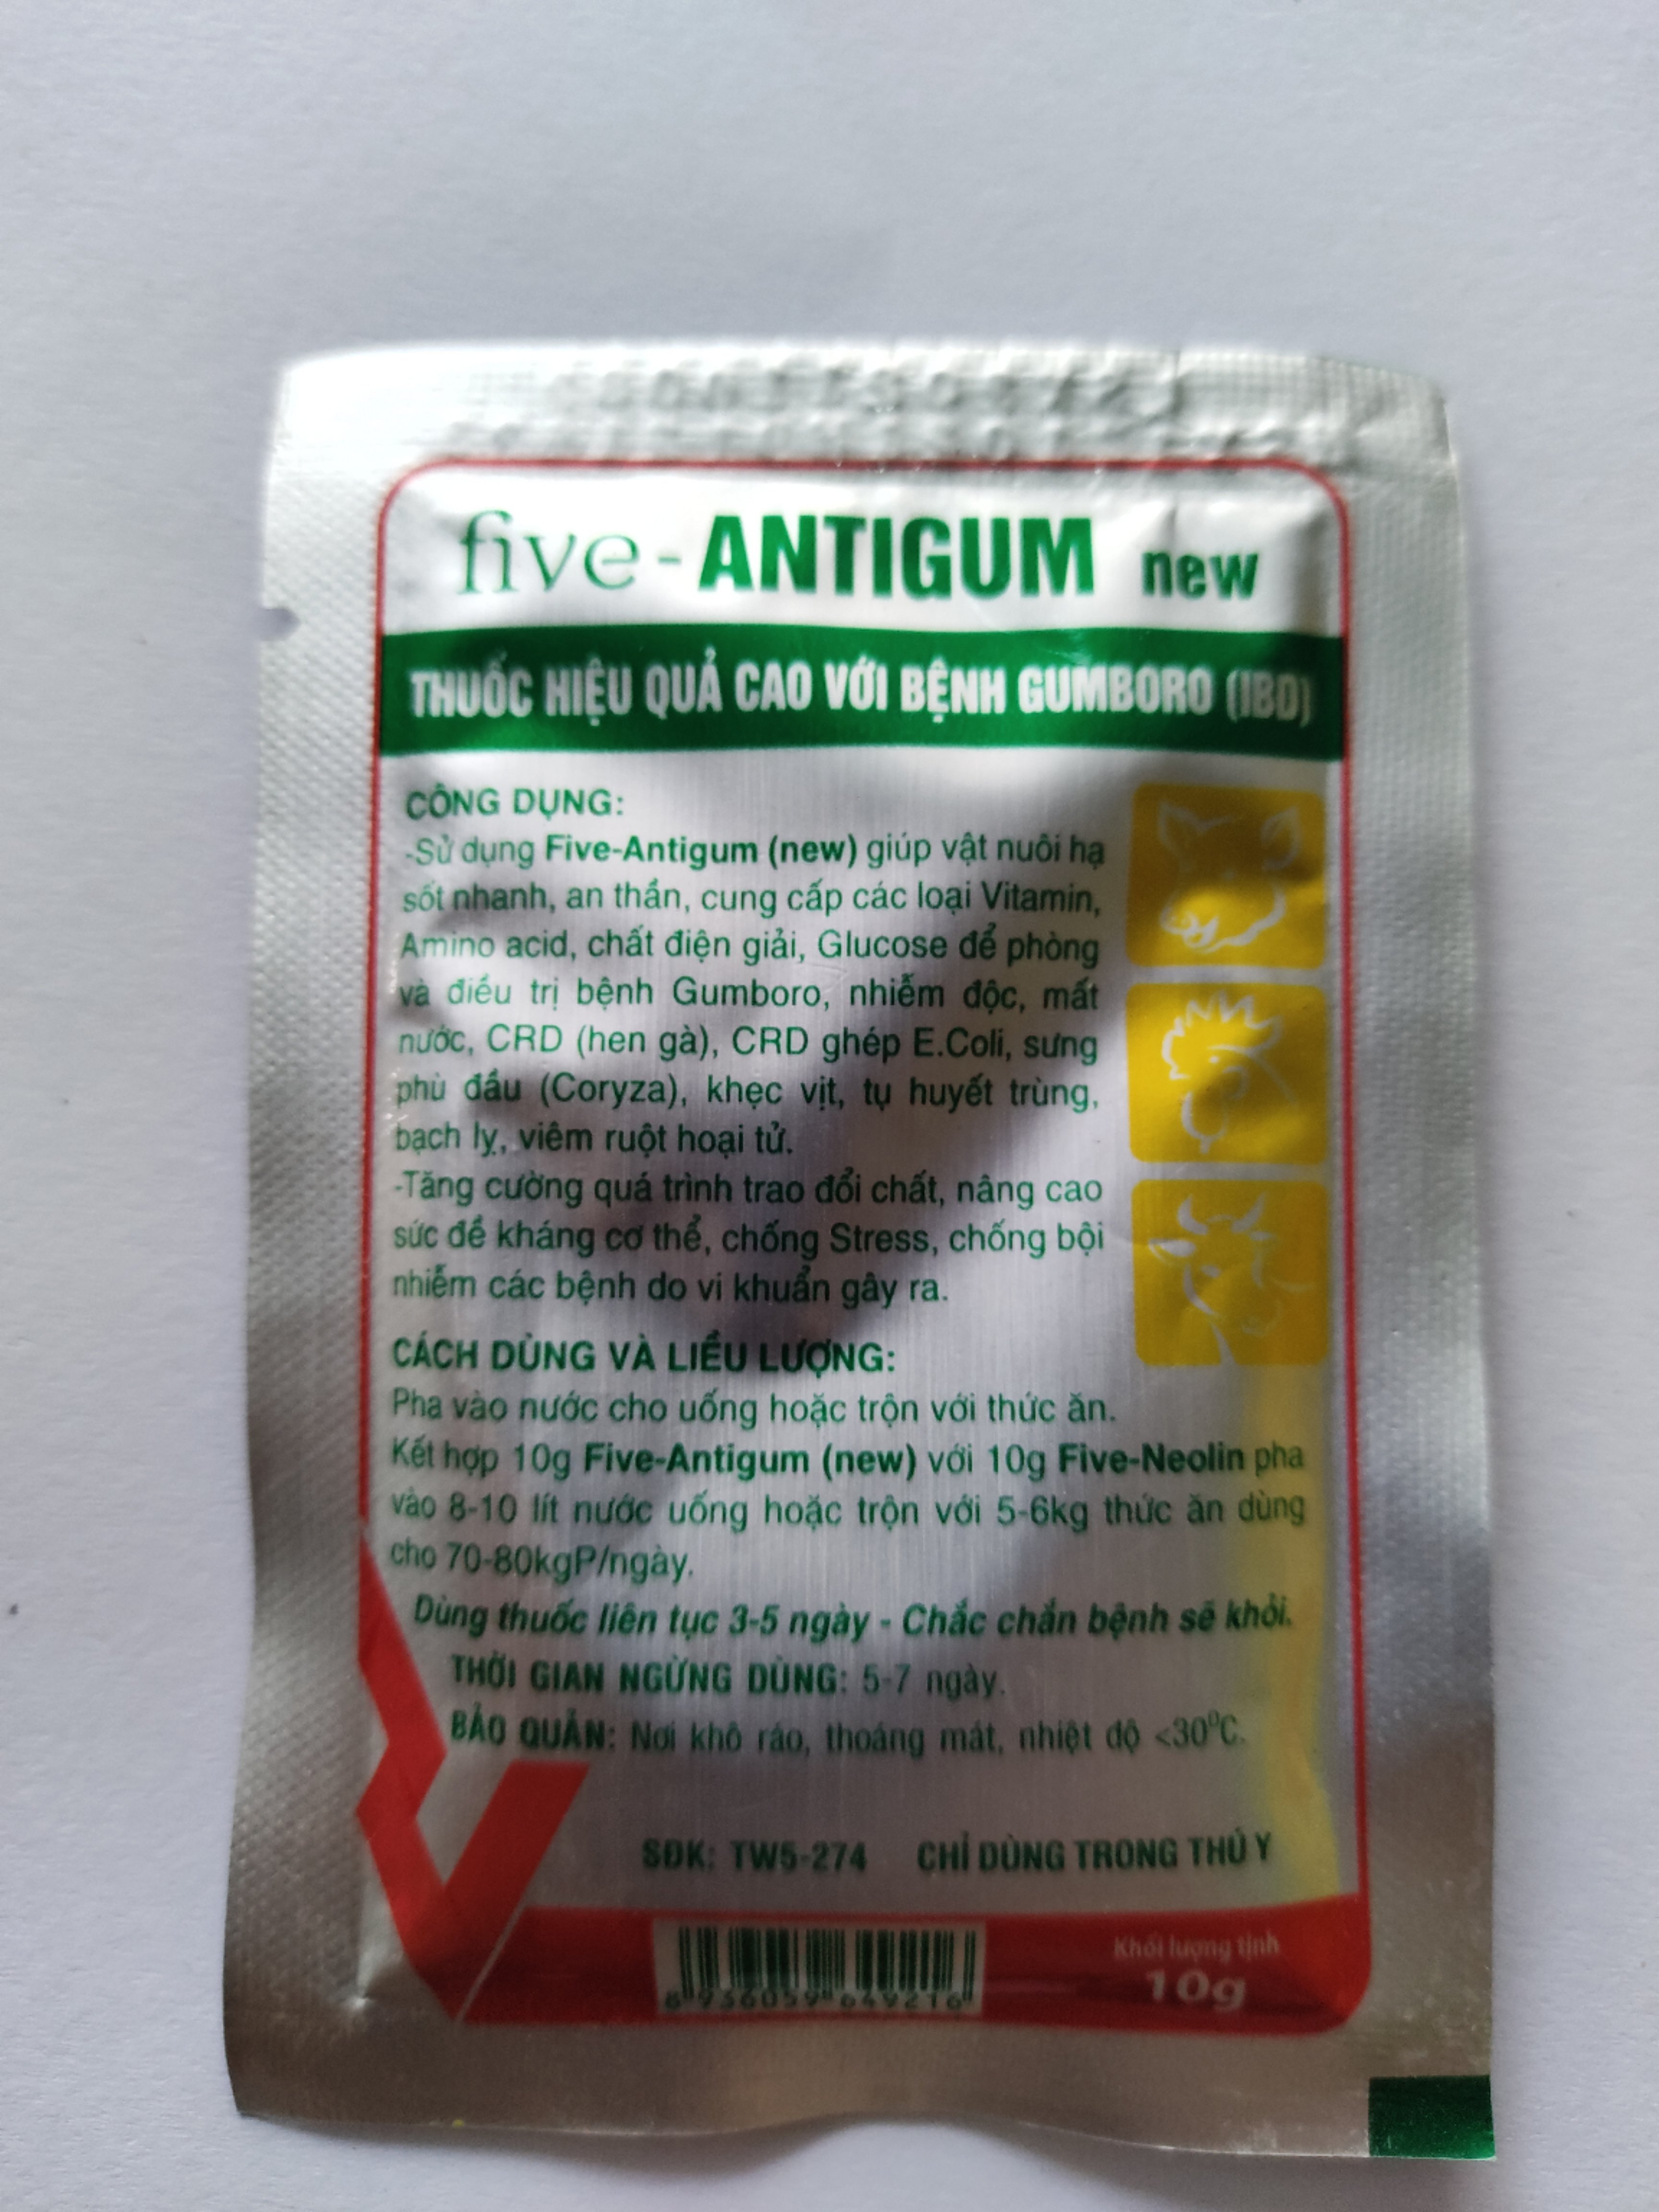 five - ANTIGUM new
THUỐC HIỆU QUẢ CAO VỚI BỆNH GUMBORO (IBD)
CÔNG DỤNG:
-Sử dụng Five-Antigum (new) giúp vật nuôi hạ
sốt nhanh, an thần, cung cấp các loại Vitamin,
Amino acid, chất điện giải, Glucose để phòng
và điều trị bệnh Gumboro, nhiễm độc, mất
nước, CRD (hen gà), CRD ghép E.Coli, sưng
phù đầu (Coryza), khẹc vịt, tụ huyết trùng,
bạch lỵ, viêm ruột hoại tử.
-Tăng cường quá trình trao đổi chất, nâng cao
sức đề kháng cơ thể, chống Stress, chống bội
nhiễm các bệnh do vi khuẩn gây ra.
CÁCH DÙNG VÀ LIỀU LƯỢNG:
Pha vào nước cho uống hoặc trộn với thức ăn.
Kết hợp 10g Five-Antigum (new) với 10g Five-Neolin pha
vào 8-10 lít nước uống hoặc trộn với 5-6kg thức ăn dùng
cho 70-80kgP/ngày.
Dùng thuốc liên tục 3-5 ngày - Chắc chắn bệnh sẽ khỏi.
THỜI GIAN NGỪNG DÙNG: 5-7 ngày.
BẢO QUẢN: Nơi khô ráo, thoáng mát, nhiệt độ <30⁰C.
SĐK: TW5-274 CHỈ DÙNG TRONG THÚ Y
8 936059 649216
Khối lượng tịnh
10g